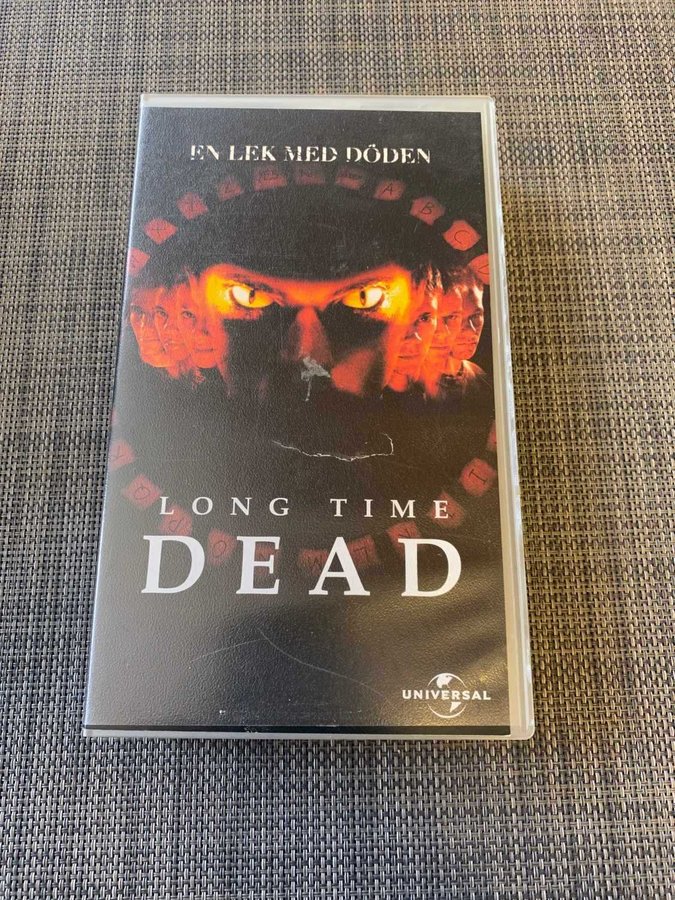 EN LEK MED DÖDEN
A B C
LONG TIME
DEAD
UNIVERSAL